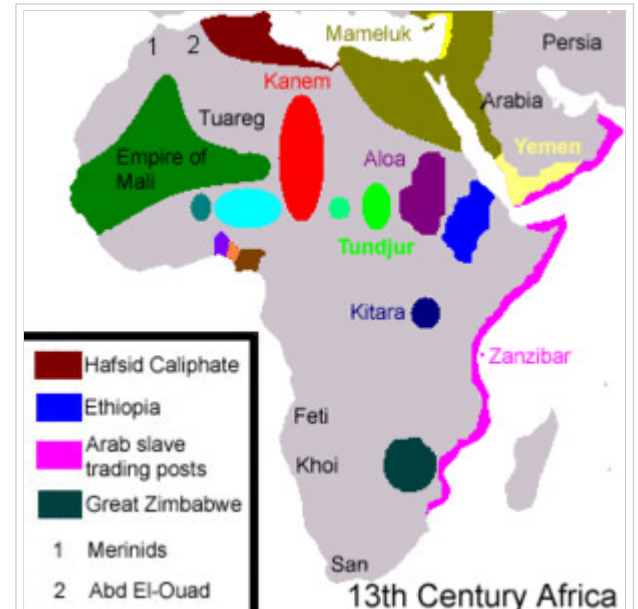 Mameluk
Persia
1 2
Kanem
Arabia
Tuareg
Empire of
Mali
Aloa
Yemen
Tundjur
Kitara
Zanzibar
Hafsid Caliphate
Ethiopia
Arab slave
trading posts
Great Zimbabwe
1 Merinids
2 Abd El-Ouad
Feti
Khoi
San
13th Century Africa